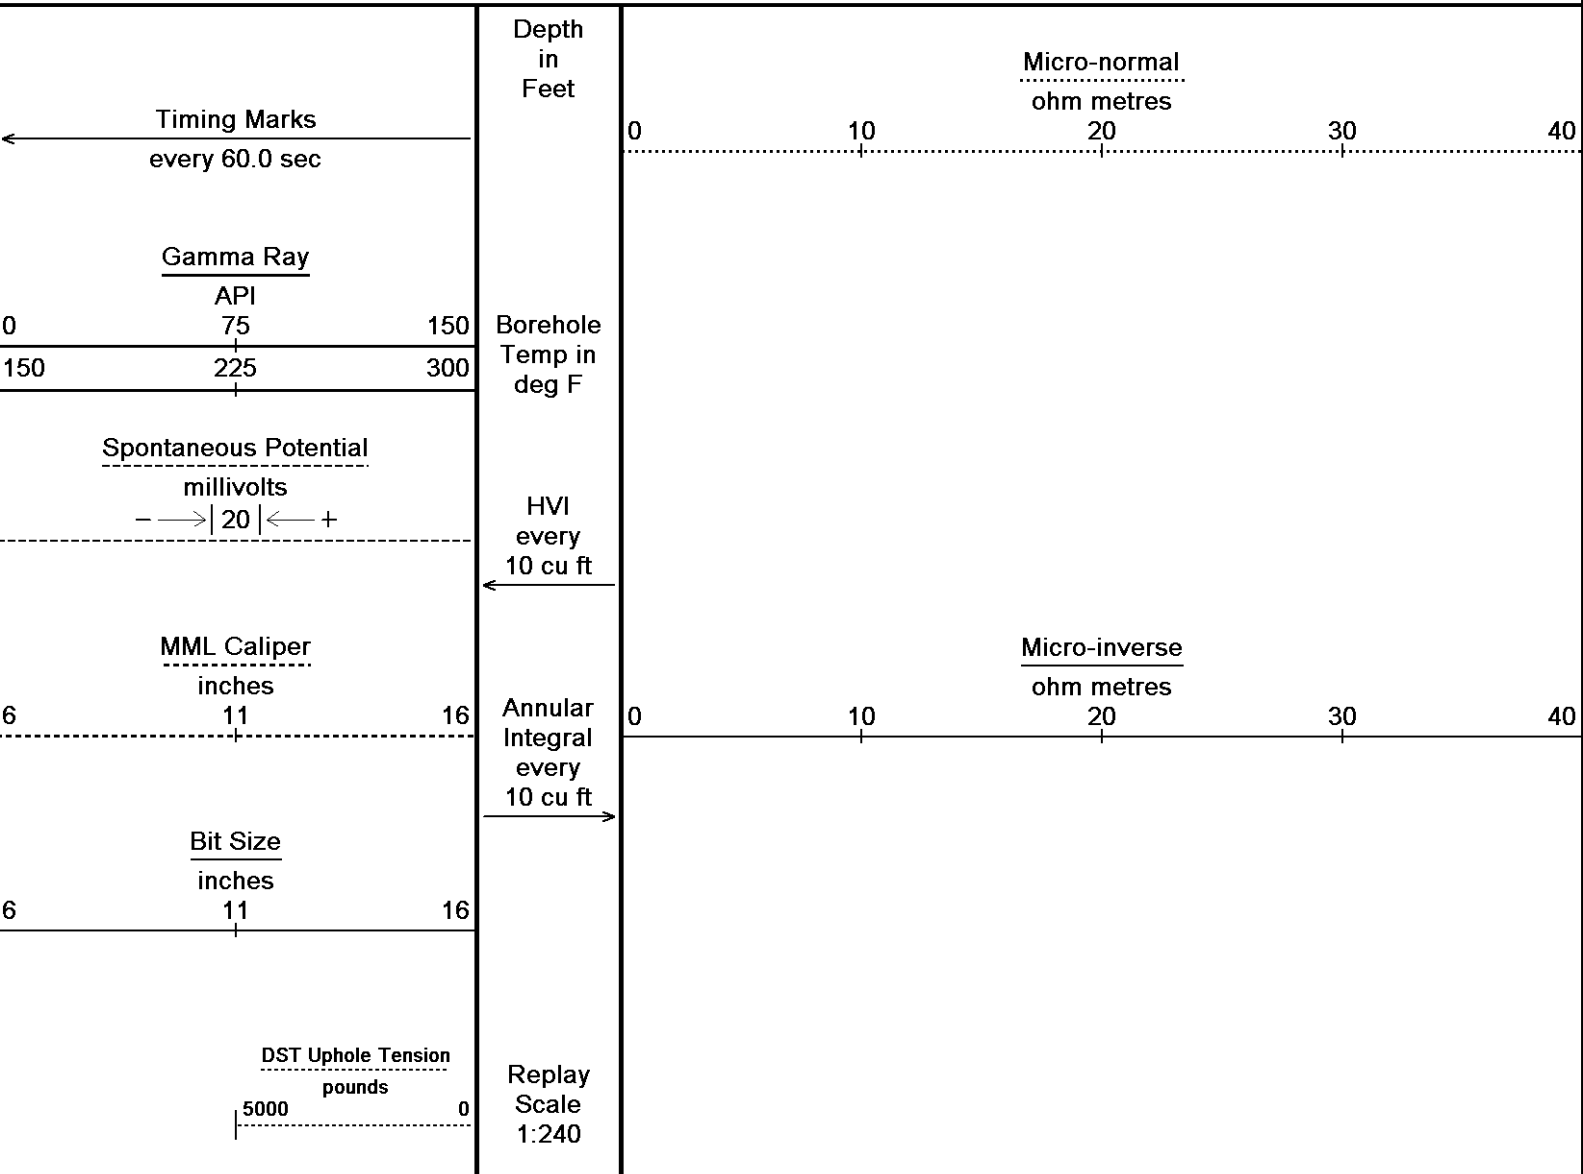 Timing Marks
every 60.0 sec
Gamma Ray
API
0 75 150
150 225 300
Spontaneous Potential
millivolts
− 20 +
MML Caliper
inches
6 11 16
Bit Size
inches
6 11 16
DST Uphole Tension
pounds
5000 0
Depth
in
Feet
Borehole
Temp in
deg F
HVI
every
10 cu ft
Annular
Integral
every
10 cu ft
Replay
Scale
1:240
Micro-normal
ohm metres
0 10 20 30 40
Micro-inverse
ohm metres
0 10 20 30 40